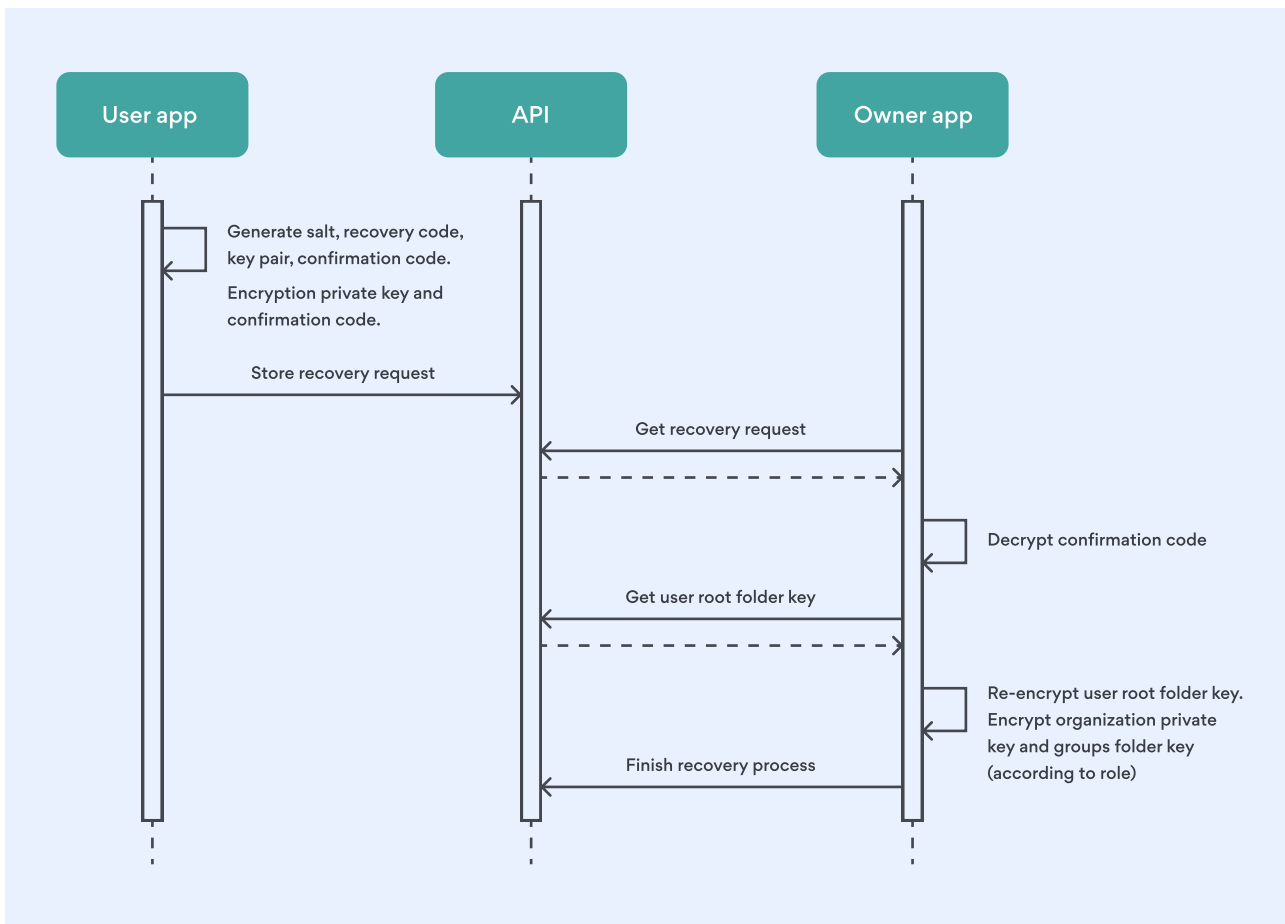 User app
API
Owner app
Generate salt, recovery code,
key pair, confirmation code.
Encryption private key and
confirmation code.
Store recovery request
Get recovery request
Decrypt confirmation code
Get user root folder key
Re-encrypt user root folder key.
Encrypt organization private
key and groups folder key
(according to role)
Finish recovery process